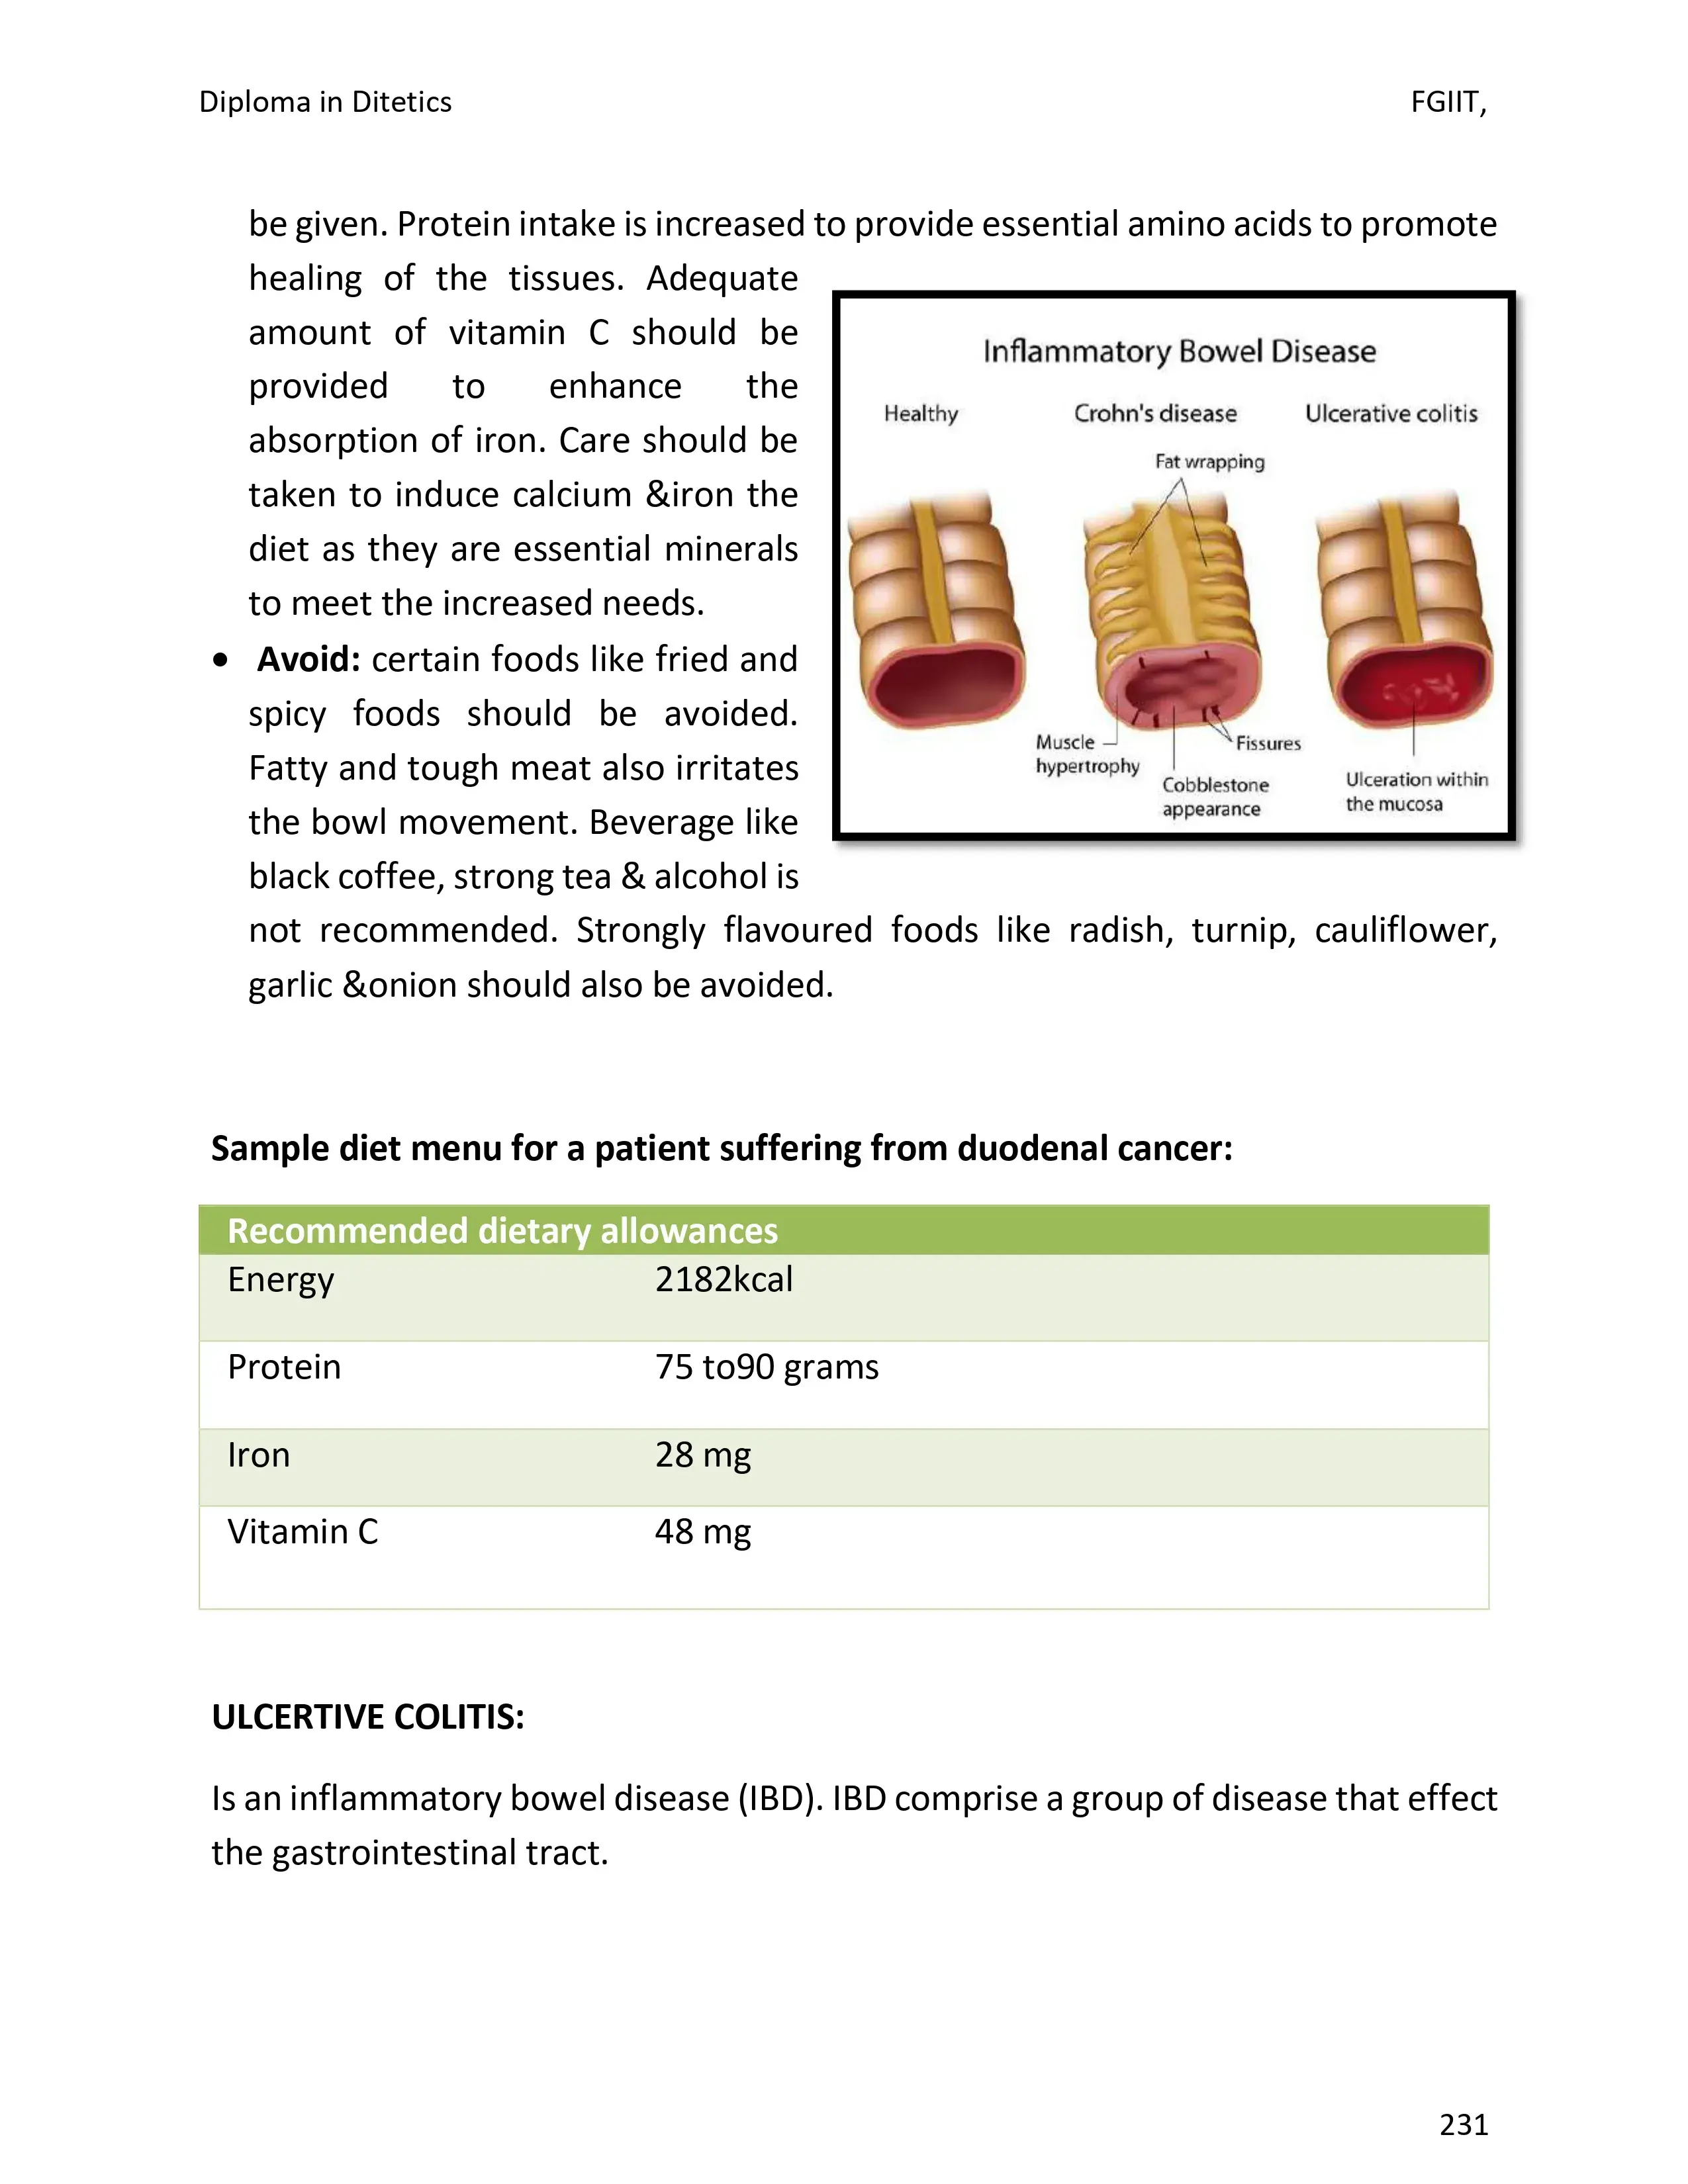 Diploma in Ditetics FGIIT,
be given. Protein intake is increased to provide essential amino acids to promote
healing of the tissues. Adequate
amount of vitamin C should be
provided to enhance the
absorption of iron. Care should be
taken to induce calcium &iron the
diet as they are essential minerals
to meet the increased needs.
• Avoid: certain foods like fried and
spicy foods should be avoided.
Fatty and tough meat also irritates
the bowl movement. Beverage like
black coffee, strong tea & alcohol is
not recommended. Strongly flavoured foods like radish, turnip, cauliflower,
garlic &onion should also be avoided.
Inflammatory Bowel Disease
Healthy Crohn's disease Ulcerative colitis
Fat wrapping
Muscle
hypertrophy
Fissures
Cobblestone
appearance
Ulceration within
the mucosa
Sample diet menu for a patient suffering from duodenal cancer:
Recommended dietary allowances
Energy 2182kcal
Protein 75 to90 grams
Iron 28 mg
Vitamin C 48 mg
ULCERTIVE COLITIS:
Is an inflammatory bowel disease (IBD). IBD comprise a group of disease that effect
the gastrointestinal tract.
231